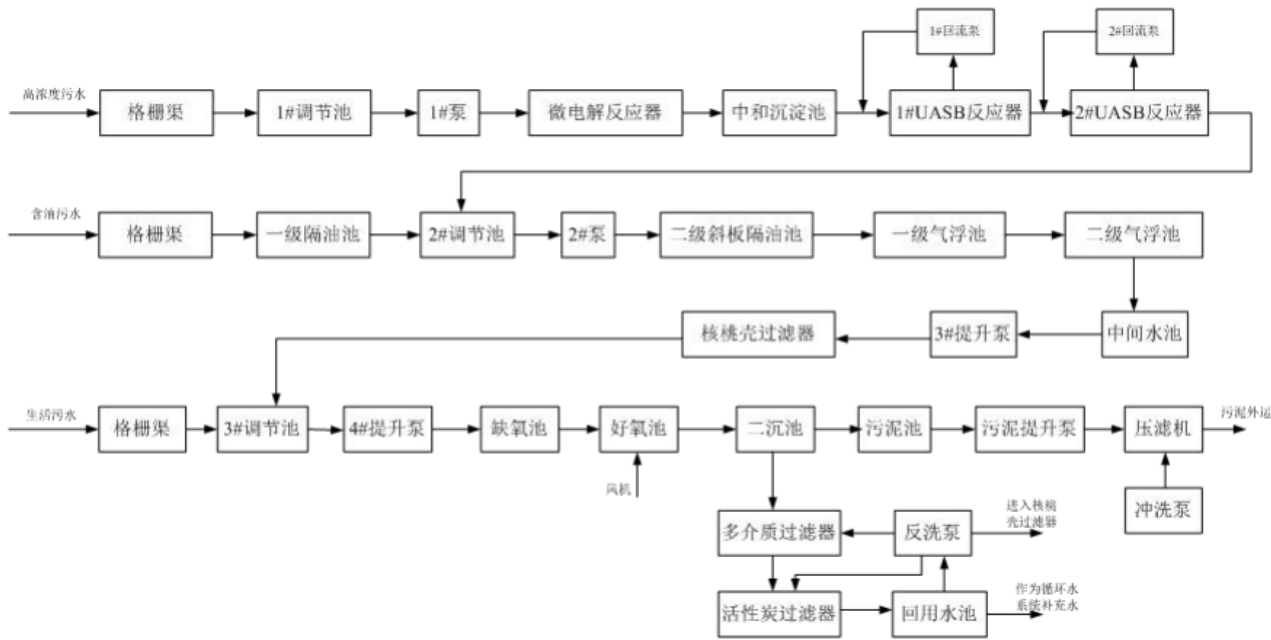 1#回流泵
2#回流泵
高浓度污水
格栅渠
1#调节池
1#泵
微电解反应器
中和沉淀池
1#UASB反应器
2#UASB反应器
含油污水
格栅渠
一级隔油池
2#调节池
2#泵
二级斜板隔油池
一级气浮池
二级气浮池
核桃壳过滤器
3#提升泵
中间水池
生活污水
格栅渠
3#调节池
4#提升泵
缺氧池
好氧池
二沉池
污泥池
污泥提升泵
压滤机
污泥外运
风机
冲洗泵
多介质过滤器
反洗泵
进入核桃
壳过滤器
活性炭过滤器
回用水池
作为循环水
系统补充水